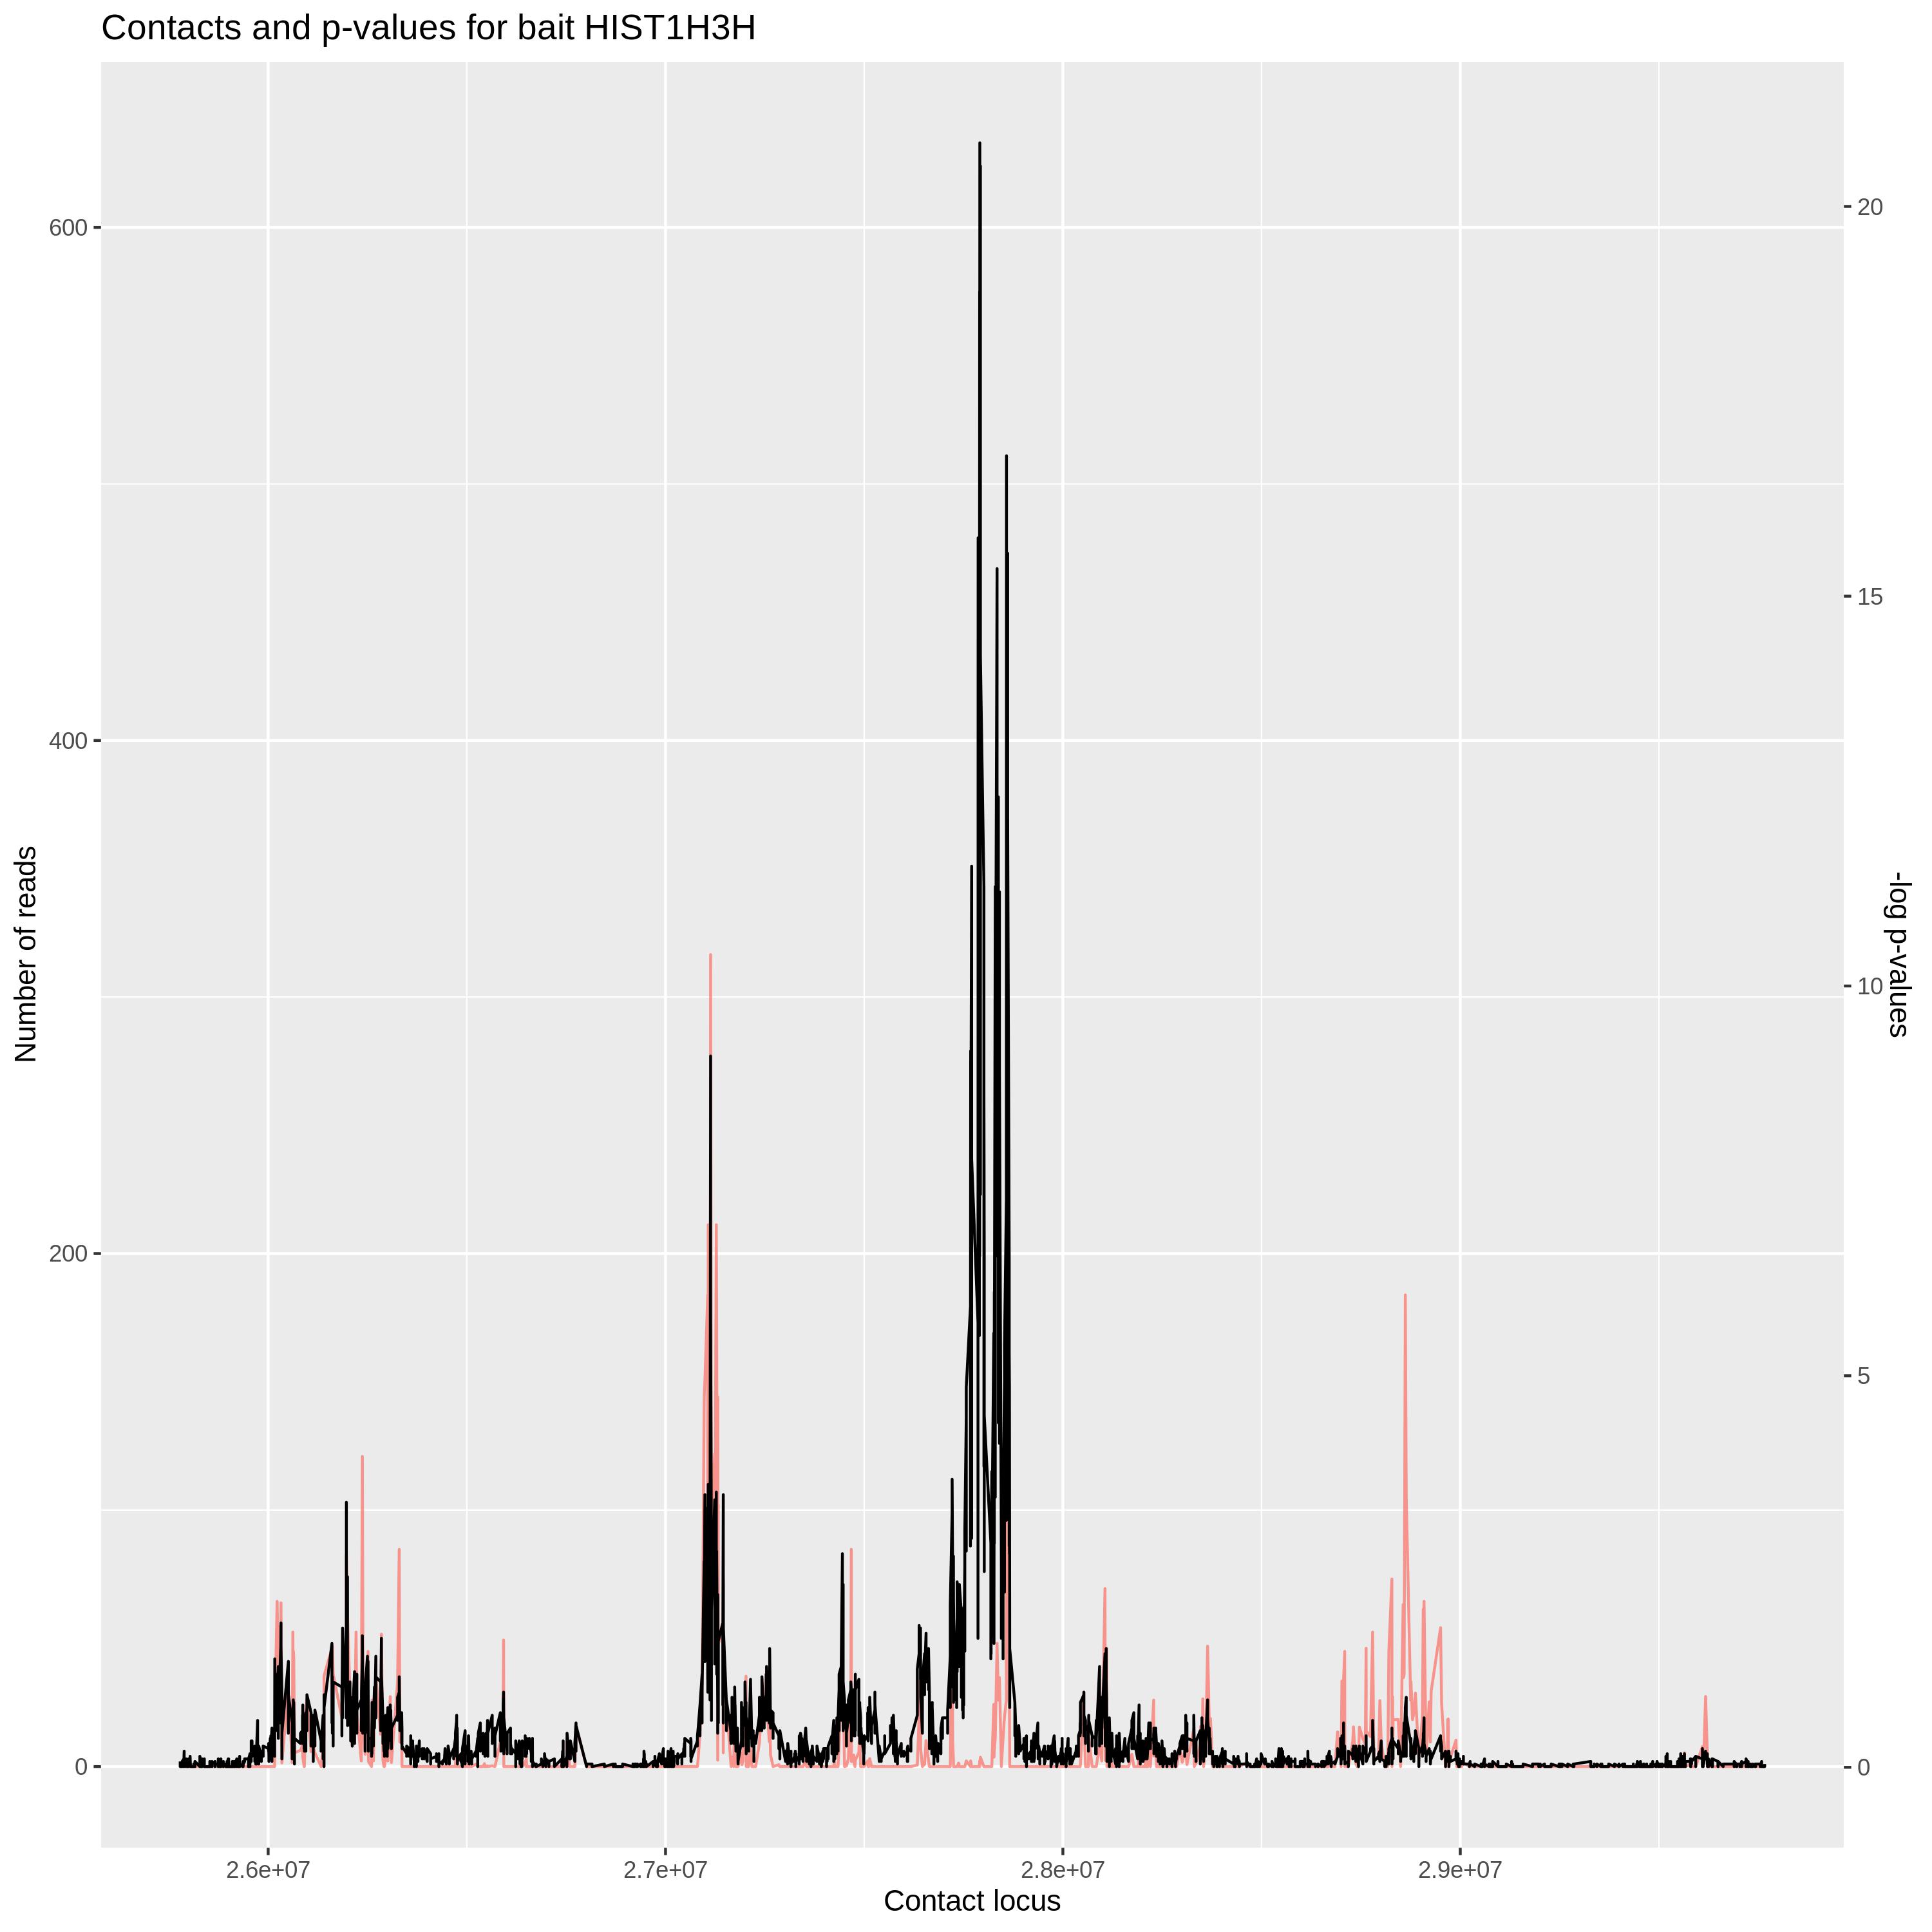 Contacts and p-values for bait HIST1H3H
Number of reads
600
400
200
0
20
15
10
5
0
-log p-values
2.6e+07
2.7e+07
2.8e+07
2.9e+07
Contact locus